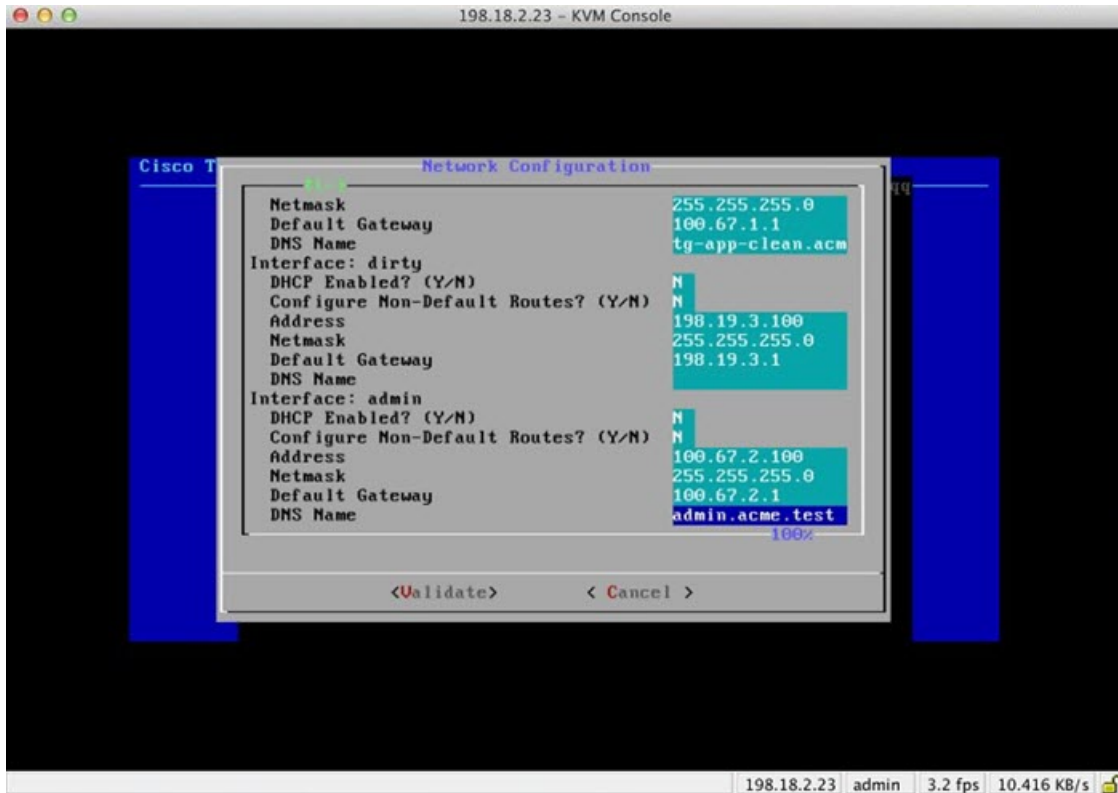 198.18.2.23 – KVM Console
Cisco T
Network Configuration
qq
Netmask 255.255.255.0
Default Gateway 100.67.1.1
DNS Name tg-app-clean.acm
Interface: dirty
DHCP Enabled? (Y/N) N
Configure Non-Default Routes? (Y/N) N
Address 198.19.3.100
Netmask 255.255.255.0
Default Gateway 198.19.3.1
DNS Name
Interface: admin
DHCP Enabled? (Y/N) N
Configure Non-Default Routes? (Y/N) N
Address 100.67.2.100
Netmask 255.255.255.0
Default Gateway 100.67.2.1
DNS Name admin.acme.test
100%
<Validate> < Cancel >
198.18.2.23 admin 3.2 fps 10.416 KB/s